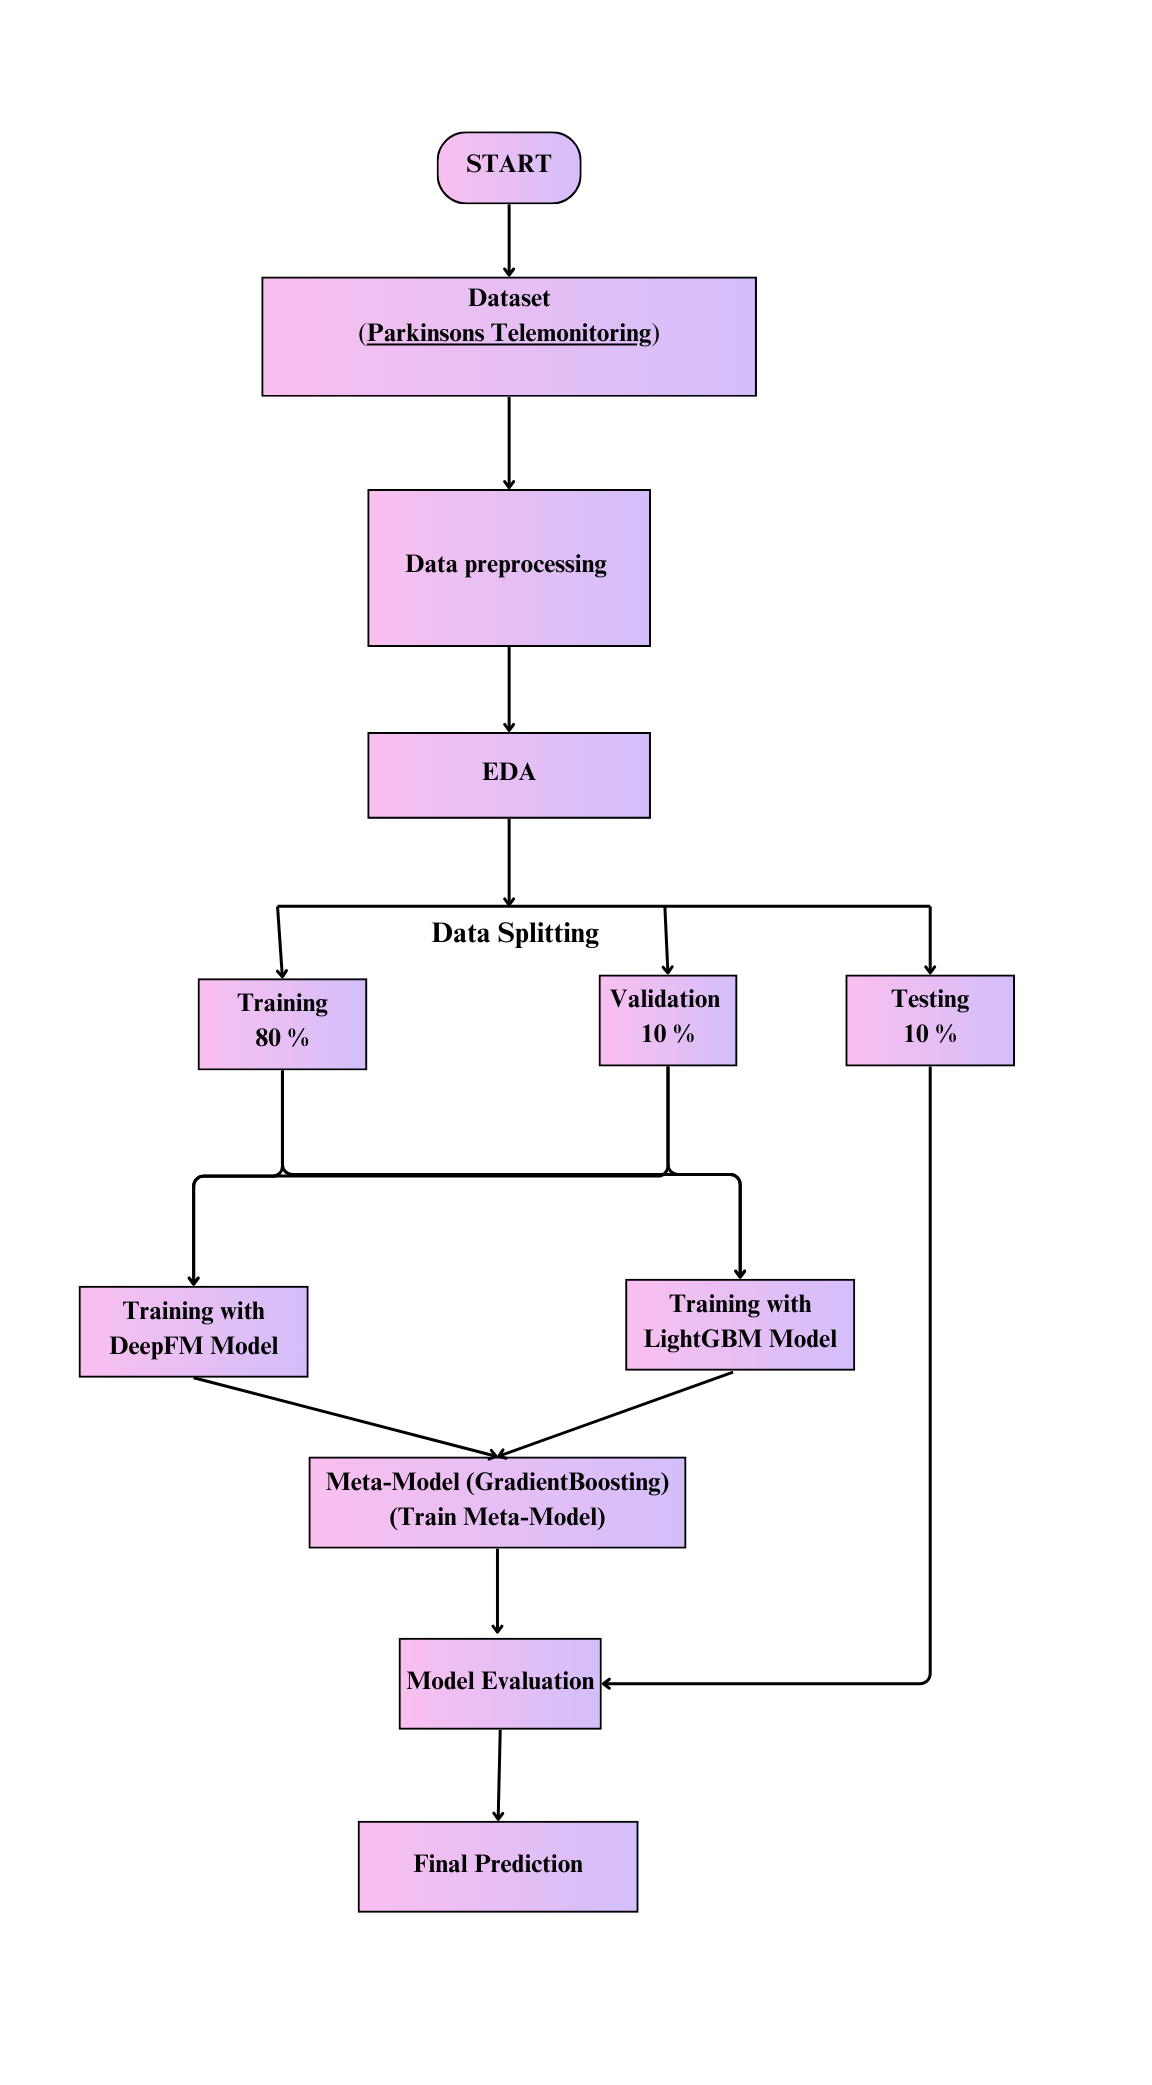 START
Dataset
(Parkinsons Telemonitoring)
Data preprocessing
EDA
Data Splitting
Training
80 %
Validation
10 %
Testing
10 %
Training with
DeepFM Model
Training with
LightGBM Model
Meta-Model (GradientBoosting)
(Train Meta-Model)
Model Evaluation
Final Prediction